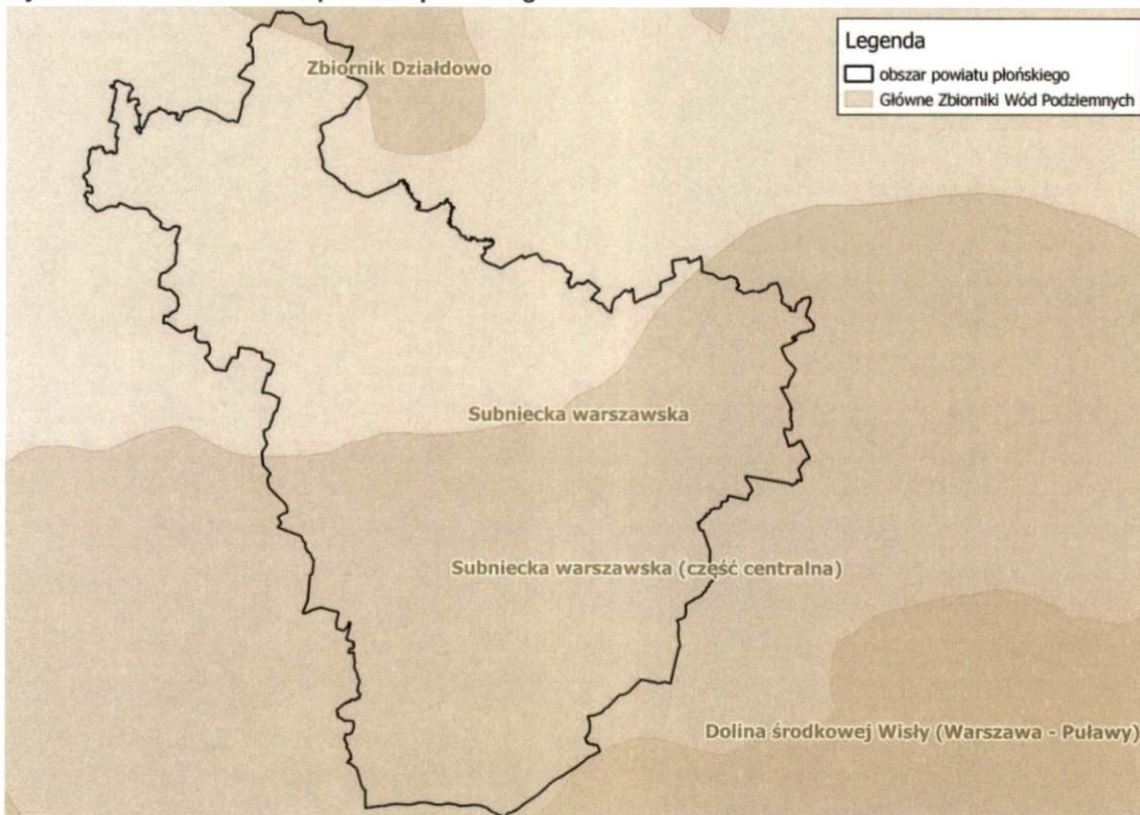 Legenda
obszar powiatu płońskiego
Główne Zbiorniki Wód Podziemnych
Zbiornik Działdowo
Subniecka warszawska
Subniecka warszawska (część centralna)
Dolina środkowej Wisły (Warszawa - Puławy)